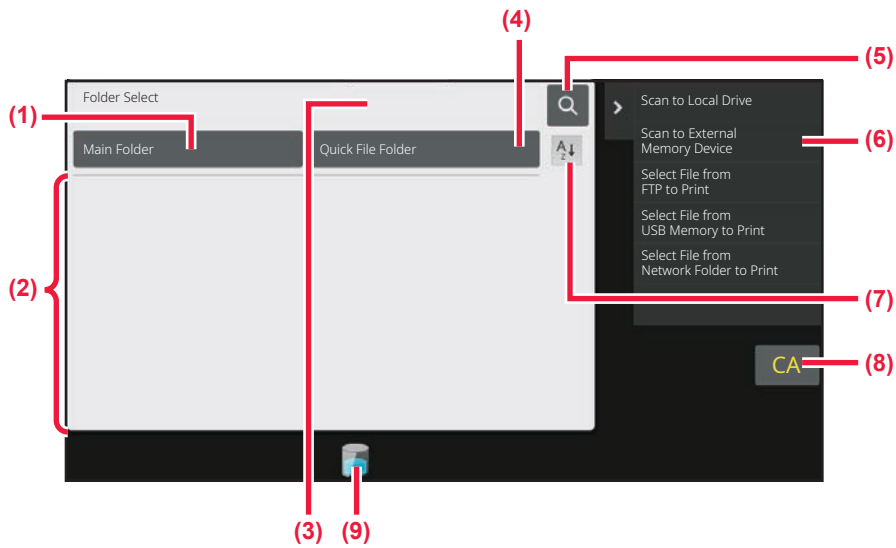 (4)
(5)
Folder Select
Scan to Local Drive
(1)
Scan to External
Memory Device
(6)
Main Folder
Quick File Folder
A
Z
Select File from
FTP to Print
Select File from
USB Memory to Print
Select File from
Network Folder to Print
(2)
(7)
CA
(8)
(3)
(9)